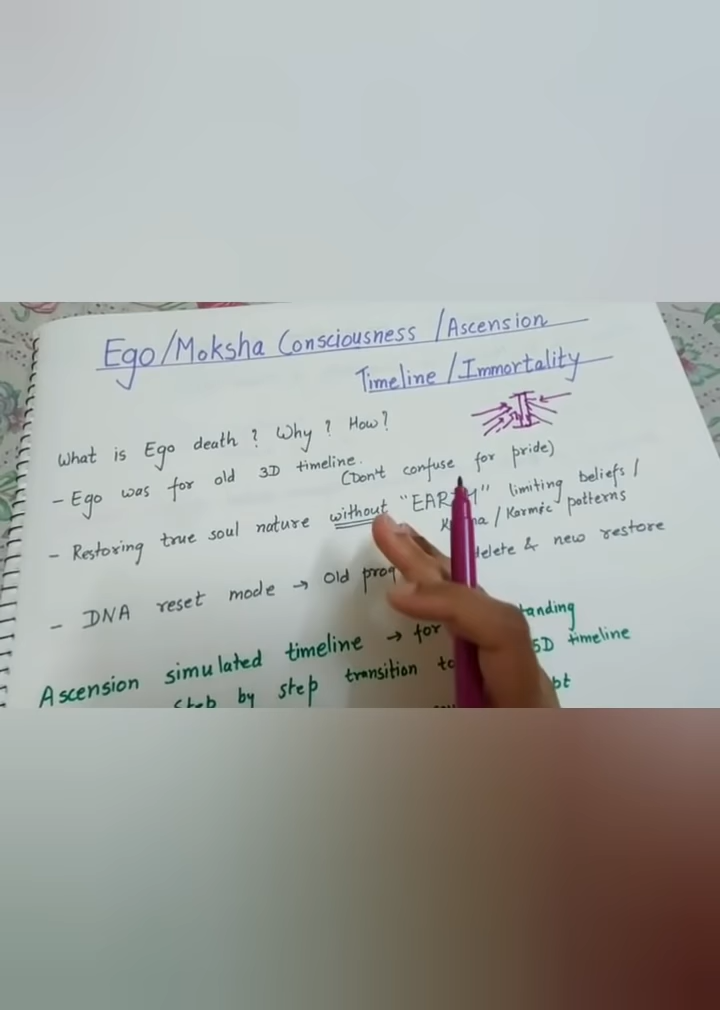 Ego/Moksha Consciousness /Ascension
Timeline/Immortality
What is Ego death? Why? How?
- Ego was for old 3D timeline.
(Don't confuse for pride)
- Restoring true soul nature without limiting beliefs/
/Karmic patterns
- DNA reset mode → Old delete & new restore
Ascension simulated timeline → for
5D timeline
step by step transition to